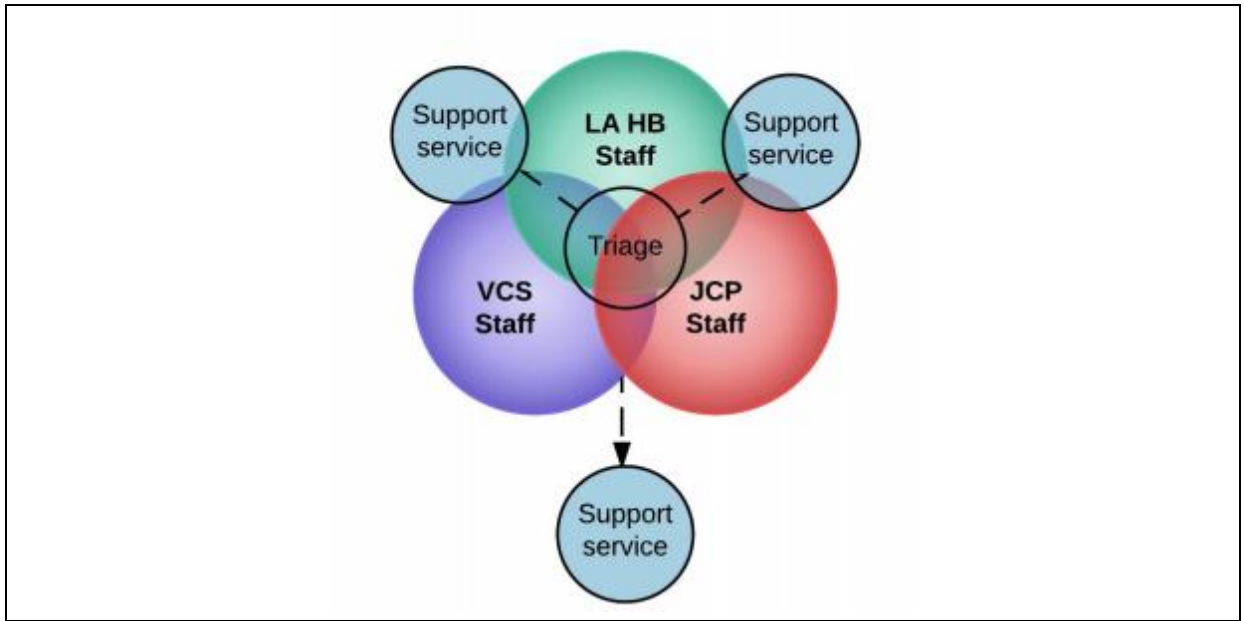 Support
service
LA HB
Staff
Support
service
Triage
VCS
Staff
JCP
Staff
Support
service